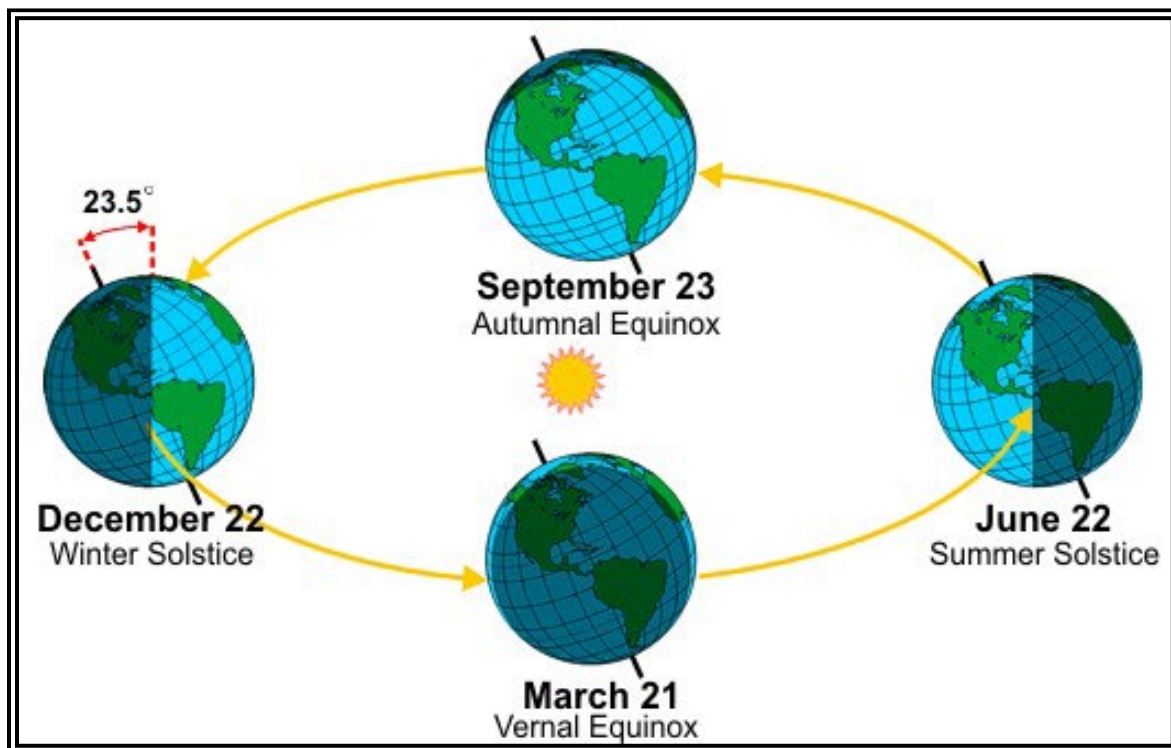 23.5°
September 23
Autumnal Equinox
December 22
Winter Solstice
June 22
Summer Solstice
March 21
Vernal Equinox